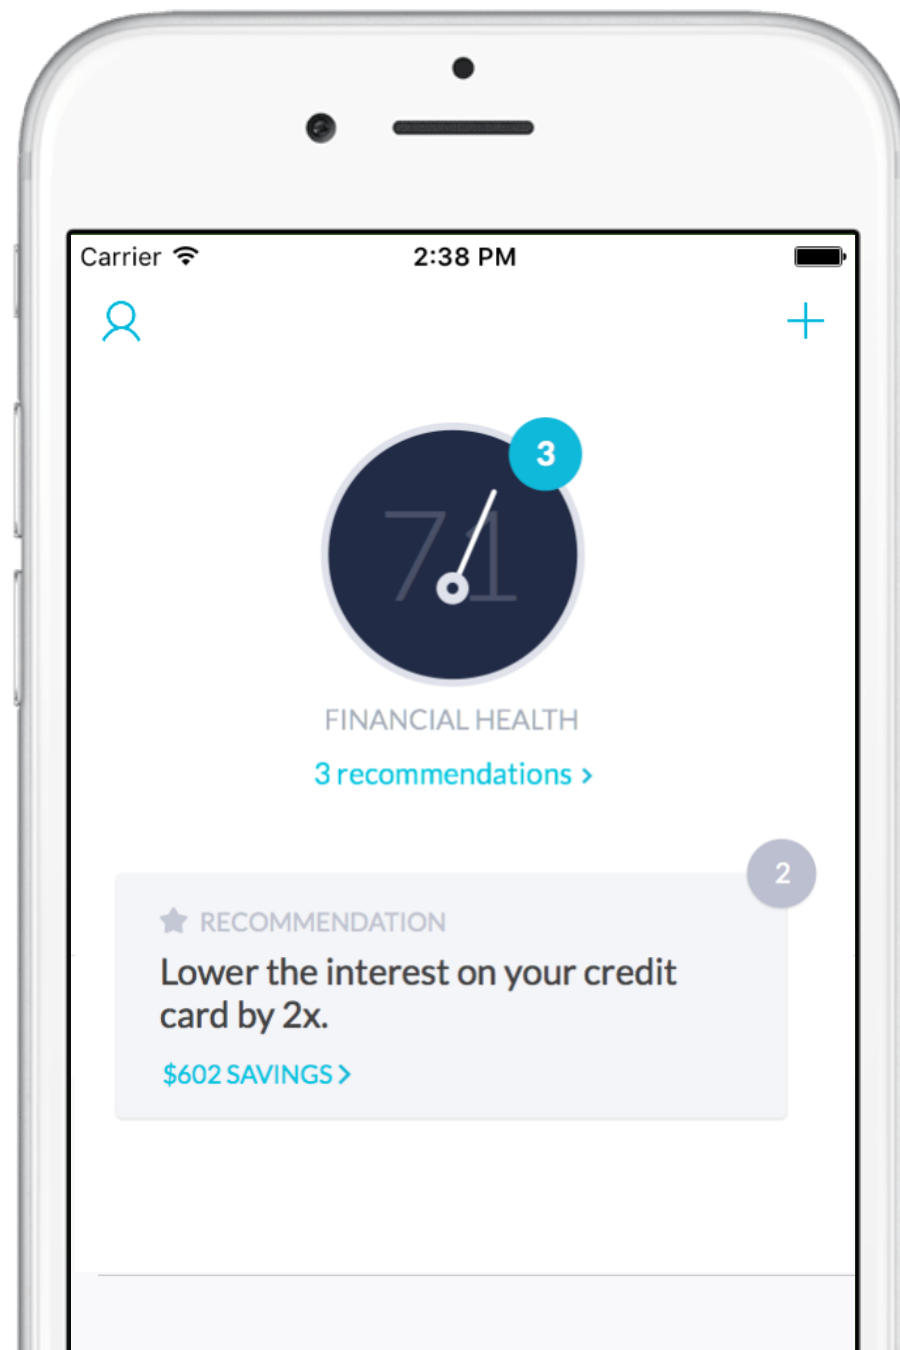 Carrier
2:38 PM
3
71
FINANCIAL HEALTH
3 recommendations >
2
RECOMMENDATION
Lower the interest on your credit
card by 2x.
$602 SAVINGS >